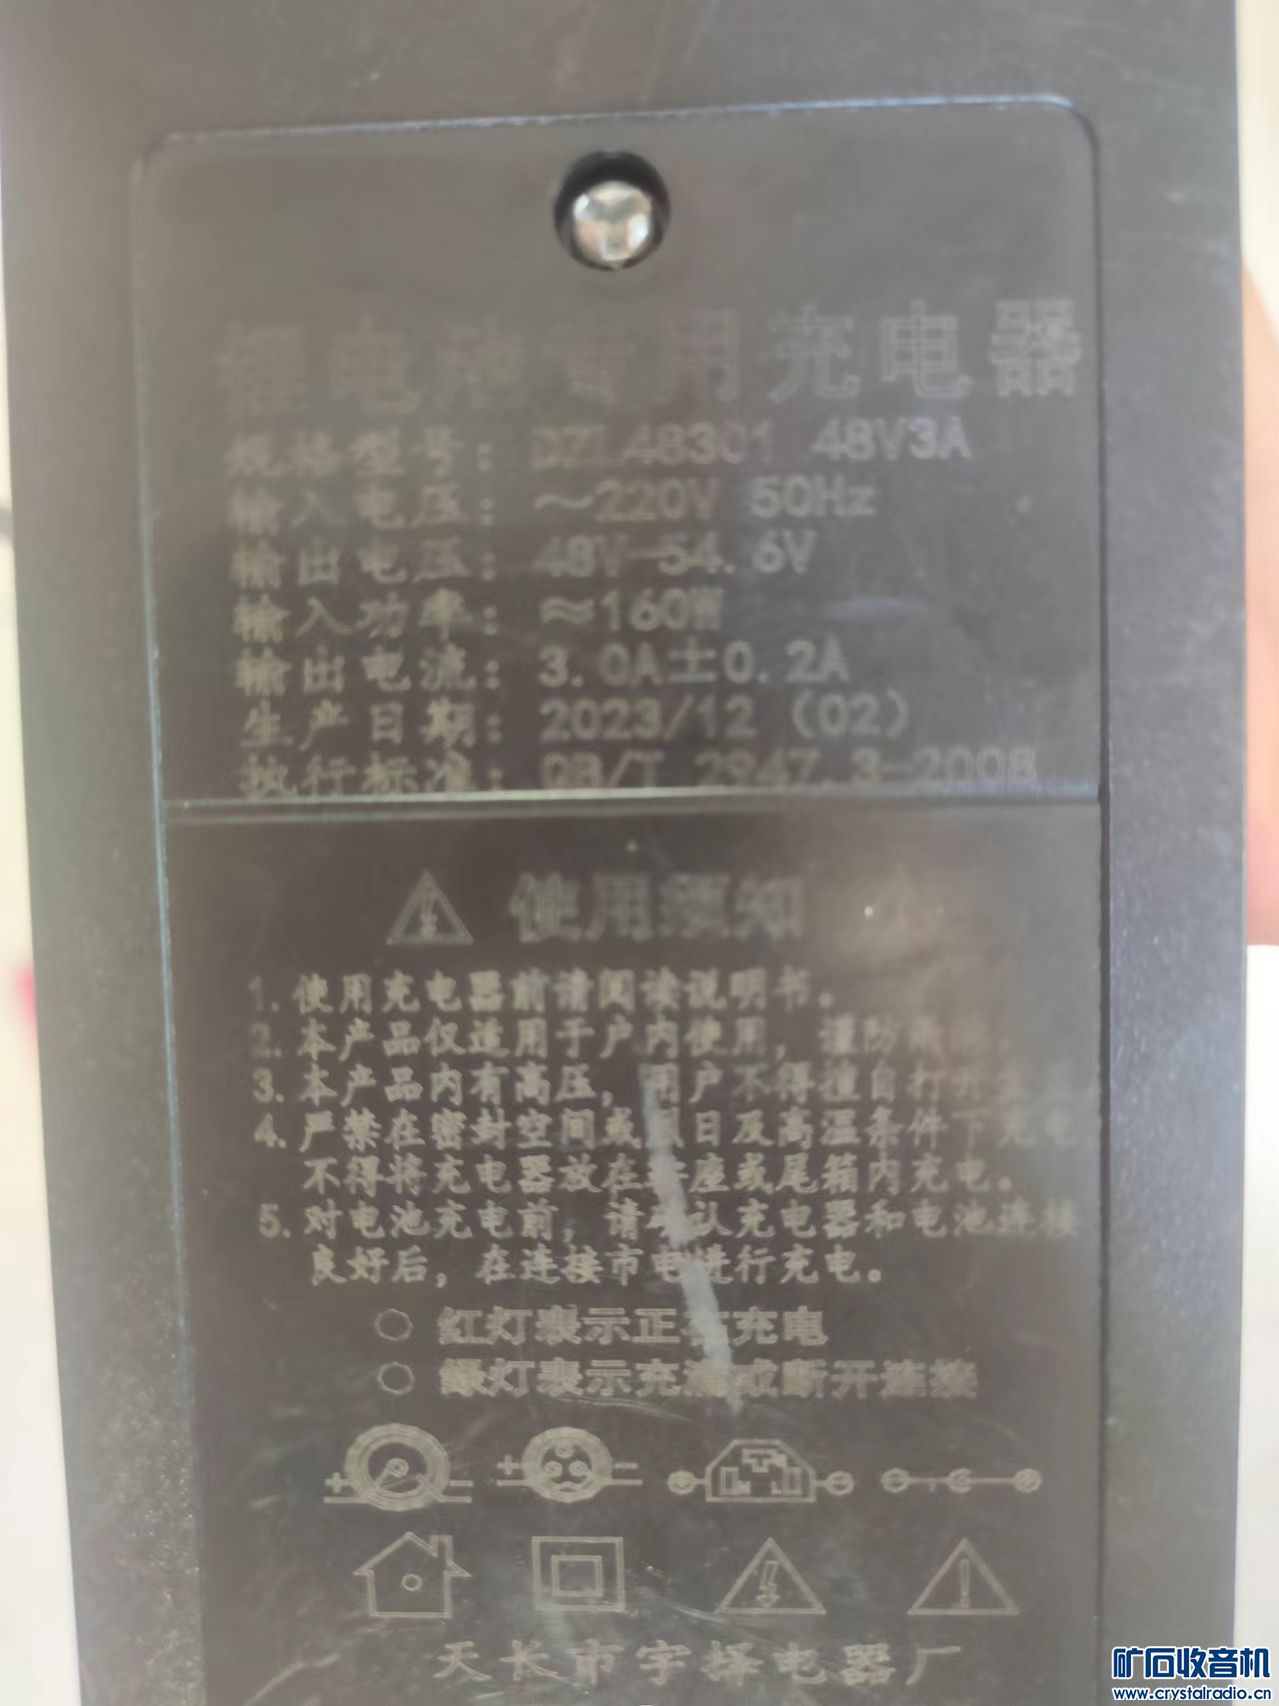 锂电池专用充电器
规格型号：DZL48301 48V3A
输入电压：～220V 50Hz
输出电压：48V-54.6V
输入功率：≈160W
输出电流：3.0A±0.2A
生产日期：2023/12（02）
执行标准：QB/T 2947.3-2008
使用须知
1.使用充电器前请阅读说明书。
2.本产品仅适用于户内使用，谨防
3.本产品内有高压，用户不得擅自打开
4.严禁在密封空间或烈日及高温条件下充电
不得将充电器放在车座或尾箱内充电。
5.对电池充电前，请确认充电器和电池连接
良好后，在连接市电进行充电。
红灯表示正在充电
绿灯表示充满或断开连接
+ -
+ -
天长市宇择电器厂
矿石收音机
www.crystalradio.cn